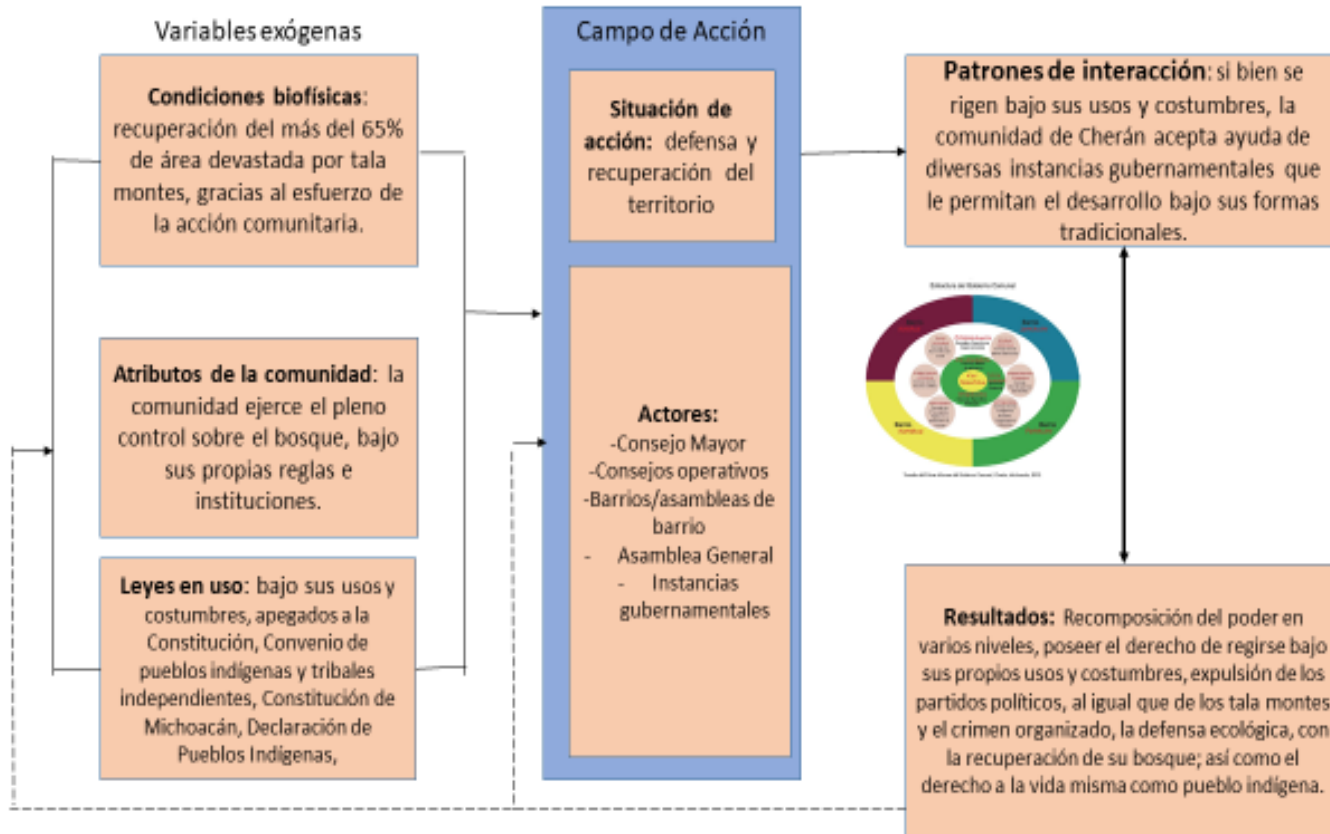 Variables exógenas
Condiciones biofísicas:
recuperación del más del 65%
de área devastada por tala
montes, gracias al esfuerzo de
la acción comunitaria.
Atributos de la comunidad: la
comunidad ejerce el pleno
control sobre el bosque, bajo
sus propias reglas e
instituciones.
Leyes en uso: bajo sus usos y
costumbres, apegados a la
Constitución, Convenio de
pueblos indígenas y tribales
independientes, Constitución de
Michoacán, Declaración de
Pueblos Indígenas,
Campo de Acción
Situación de
acción: defensa y
recuperación del
territorio
Actores:
-Consejo Mayor
-Consejos operativos
-Barrios/asambleas de
barrio
- Asamblea General
- Instancias
gubernamentales
Patrones de interacción: si bien se
rigen bajo sus usos y costumbres, la
comunidad de Cherán acepta ayuda de
diversas instancias gubernamentales que
le permitan el desarrollo bajo sus formas
tradicionales.
Estructura del Gobierno Comunal
Barrio
Barrio
Barrio
Barrio
Resultados: Recomposición del poder en
varios niveles, poseer el derecho de regirse bajo
sus propios usos y costumbres, expulsión de los
partidos políticos, al igual que de los tala montes
y el crimen organizado, la defensa ecológica, con
la recuperación de su bosque; así como el
derecho a la vida misma como pueblo indígena.